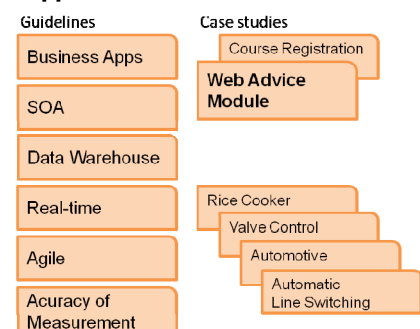 Guidelines
Case studies
Business Apps
SOA
Data Warehouse
Real-time
Agile
Acuracy of
Measurement
Course Registration
Web Advice
Module
Rice Cooker
Valve Control
Automotive
Automatic
Line Switching